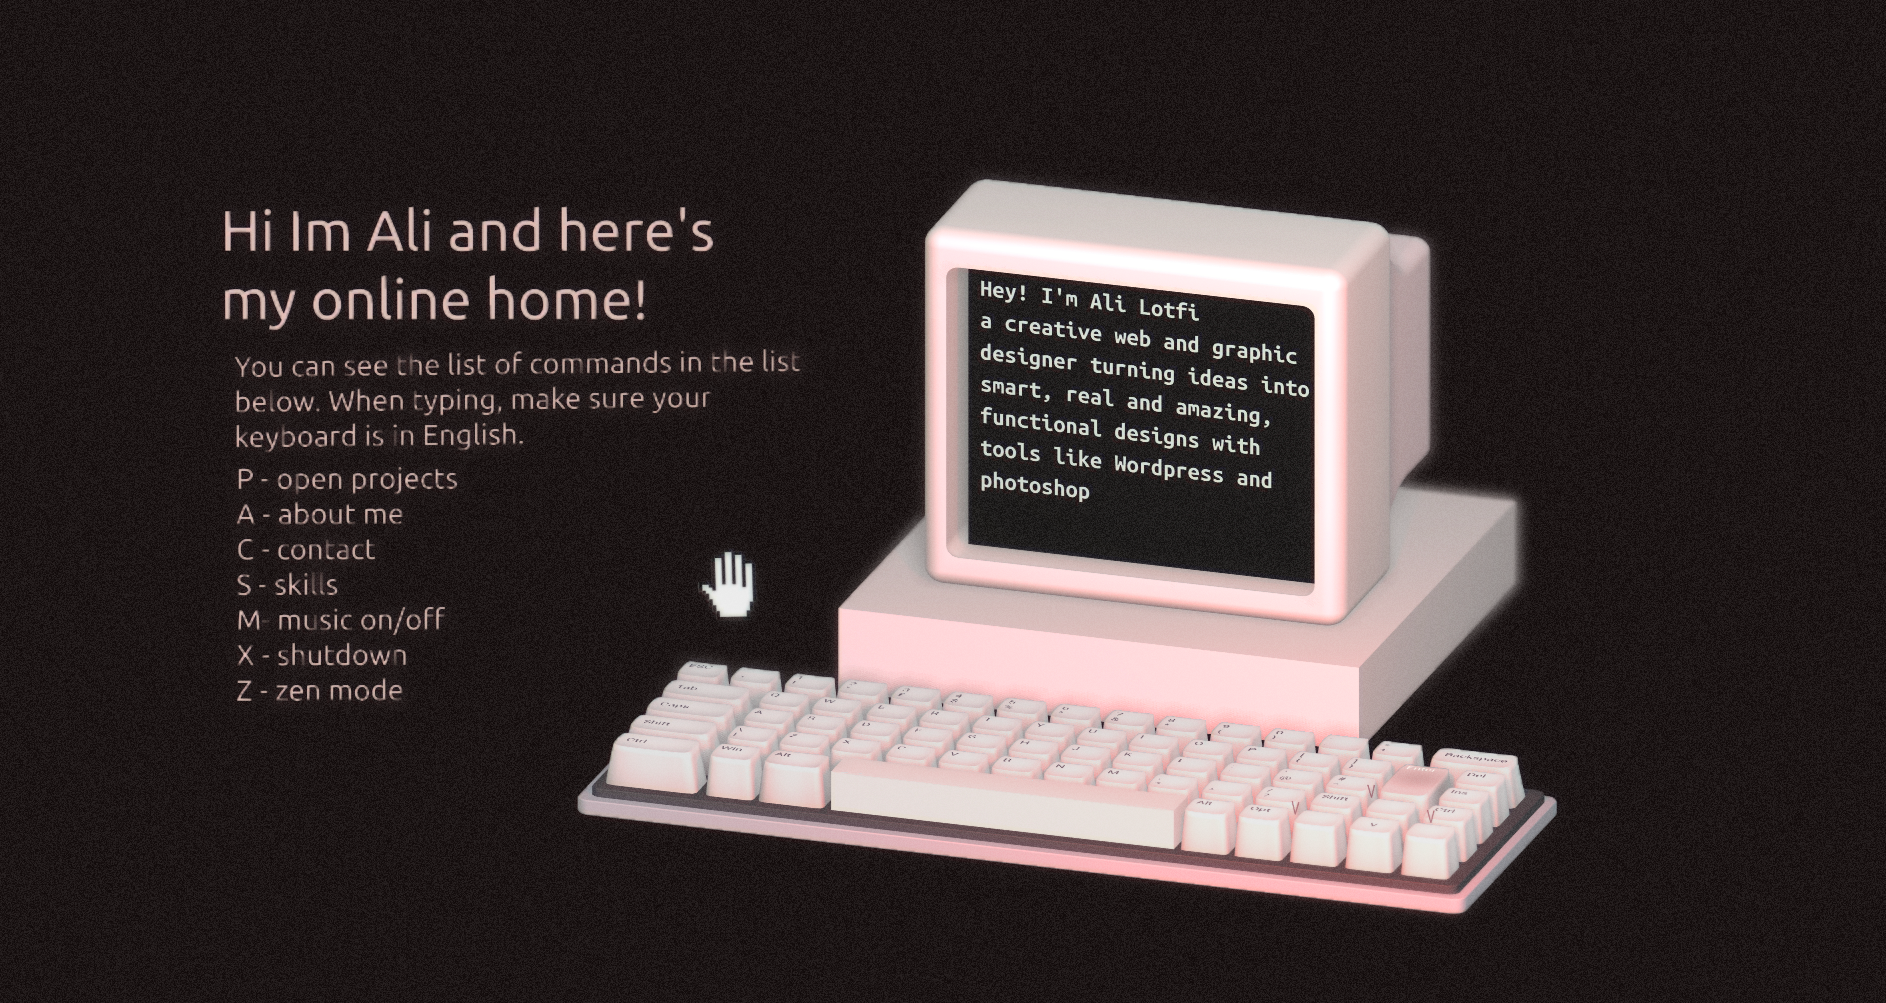 Hi Im Ali and here's
my online home!
You can see the list of commands in the list
below. When typing, make sure your
keyboard is in English.
P - open projects
A - about me
C - contact
S - skills
M- music on/off
X - shutdown
Z - zen mode
Hey! I'm Ali Lotfi
a creative web and graphic
designer turning ideas into
smart, real and amazing,
functional designs with
tools like Wordpress and
photoshop
Esc
Tab
Caps
Shift
Ctrl
Win
Alt
Backspace
Enter
Del
Ins
Shift
Ctrl
Alt
Opt